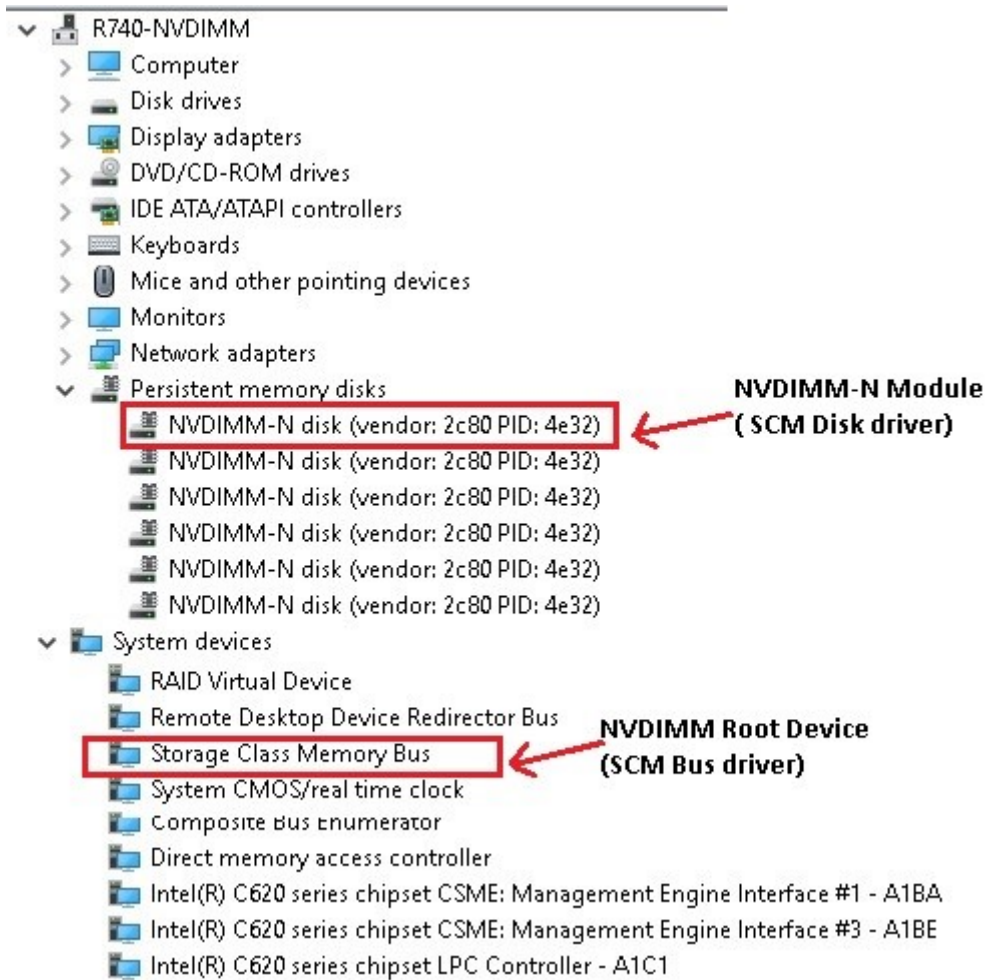 R740-NVDIMM
Computer
Disk drives
Display adapters
DVD/CD-ROM drives
IDE ATA/ATAPI controllers
Keyboards
Mice and other pointing devices
Monitors
Network adapters
Persistent memory disks
NVDIMM-N Module
NVDIMM-N disk (vendor: 2c80 PID: 4e32)
( SCM Disk driver)
NVDIMM-N disk (vendor: 2c80 PID: 4e32)
NVDIMM-N disk (vendor: 2c80 PID: 4e32)
NVDIMM-N disk (vendor: 2c80 PID: 4e32)
NVDIMM-N disk (vendor: 2c80 PID: 4e32)
NVDIMM-N disk (vendor: 2c80 PID: 4e32)
System devices
RAID Virtual Device
Remote Desktop Device Redirector Bus
NVDIMM Root Device
Storage Class Memory Bus
(SCM Bus driver)
System CMOS/real time clock
Composite Bus Enumerator
Direct memory access controller
Intel(R) C620 series chipset CSME: Management Engine Interface #1 - A1BA
Intel(R) C620 series chipset CSME: Management Engine Interface #3 - A1BE
Intel(R) C620 series chipset LPC Controller - A1C1